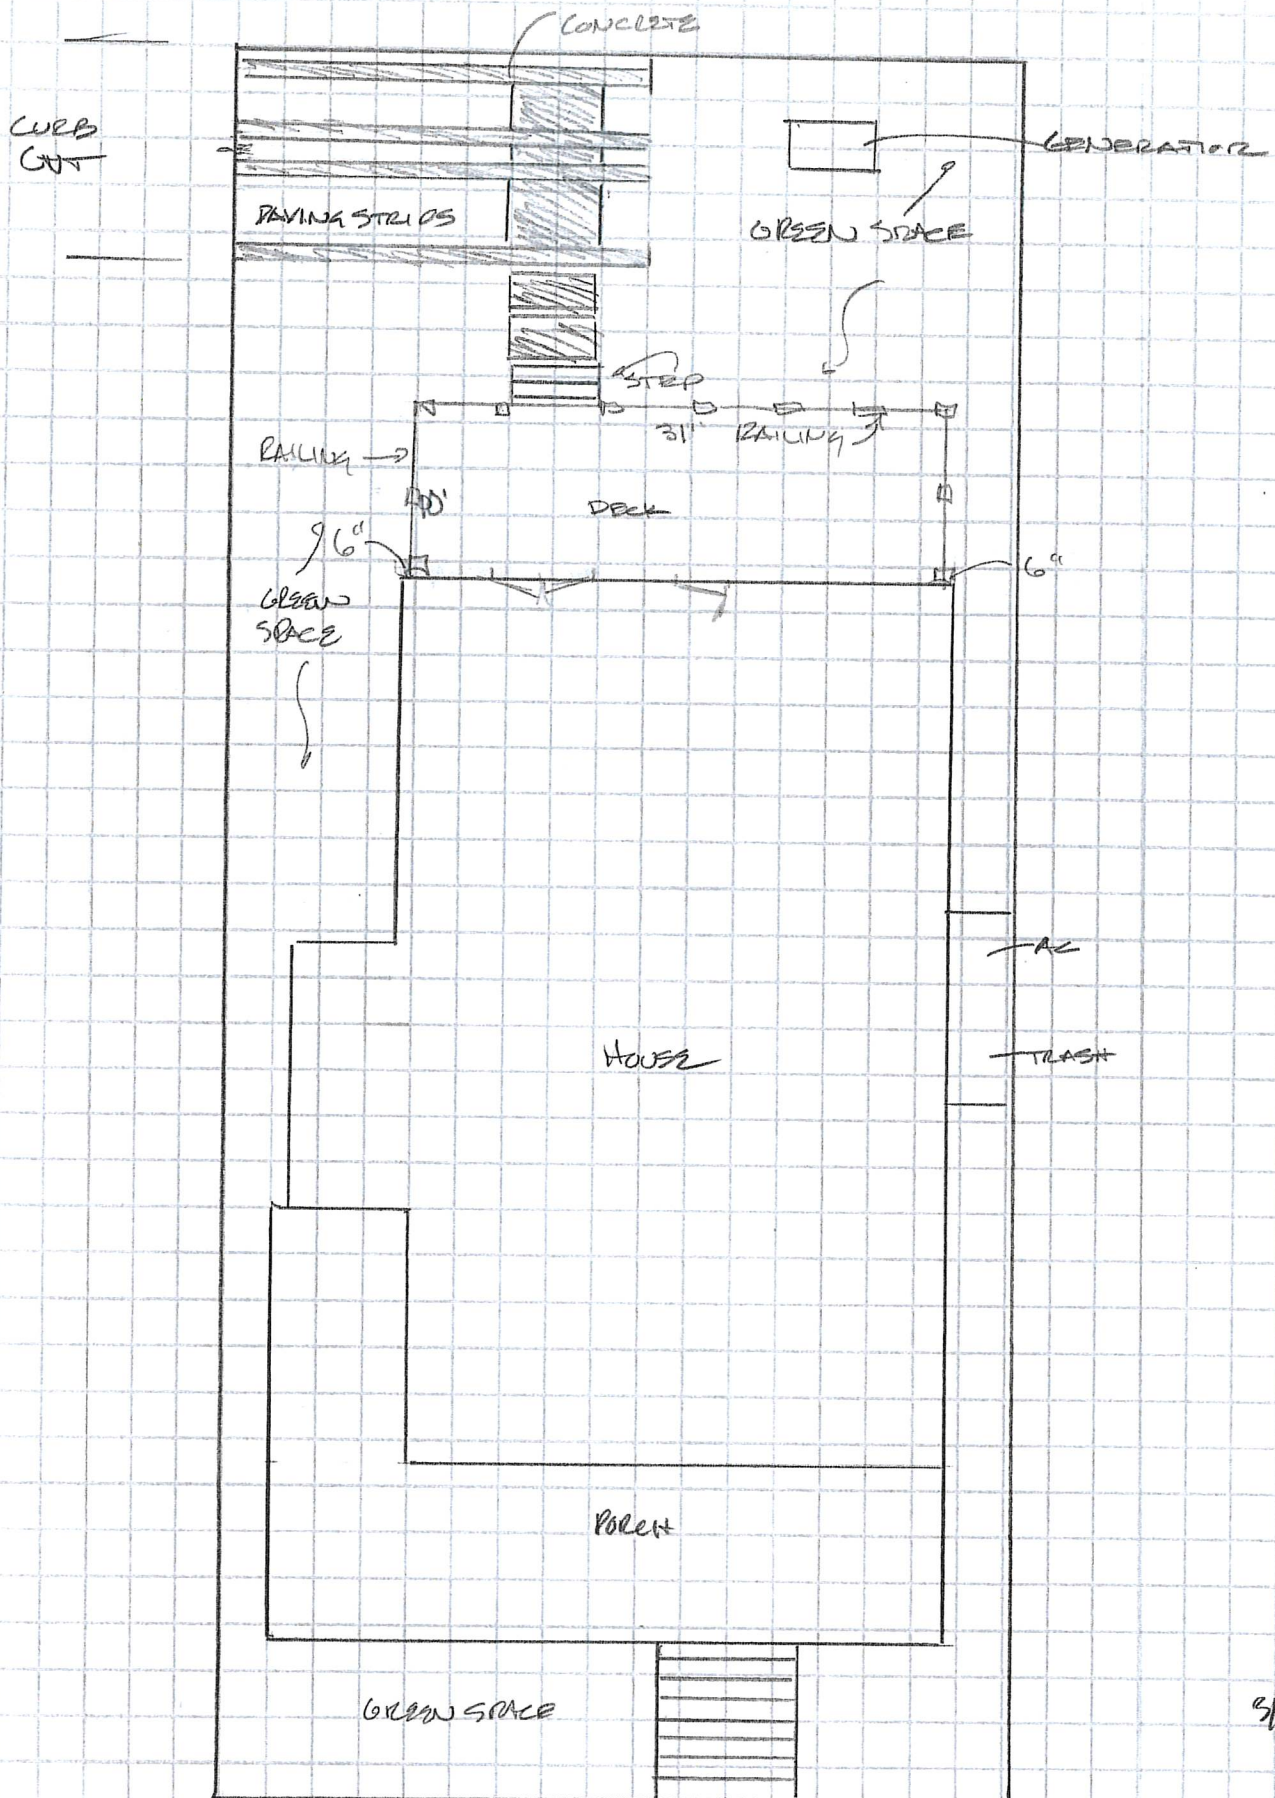 CONCRETE
CURB
CUT
GENERATOR
PAVING STRIPS
GREEN SPACE
STEP
31" RAILING
RAILING
DECK
6"
6"
GREEN
SPACE
AC
HOUSE
TRASH
PORCH
GREEN SPACE